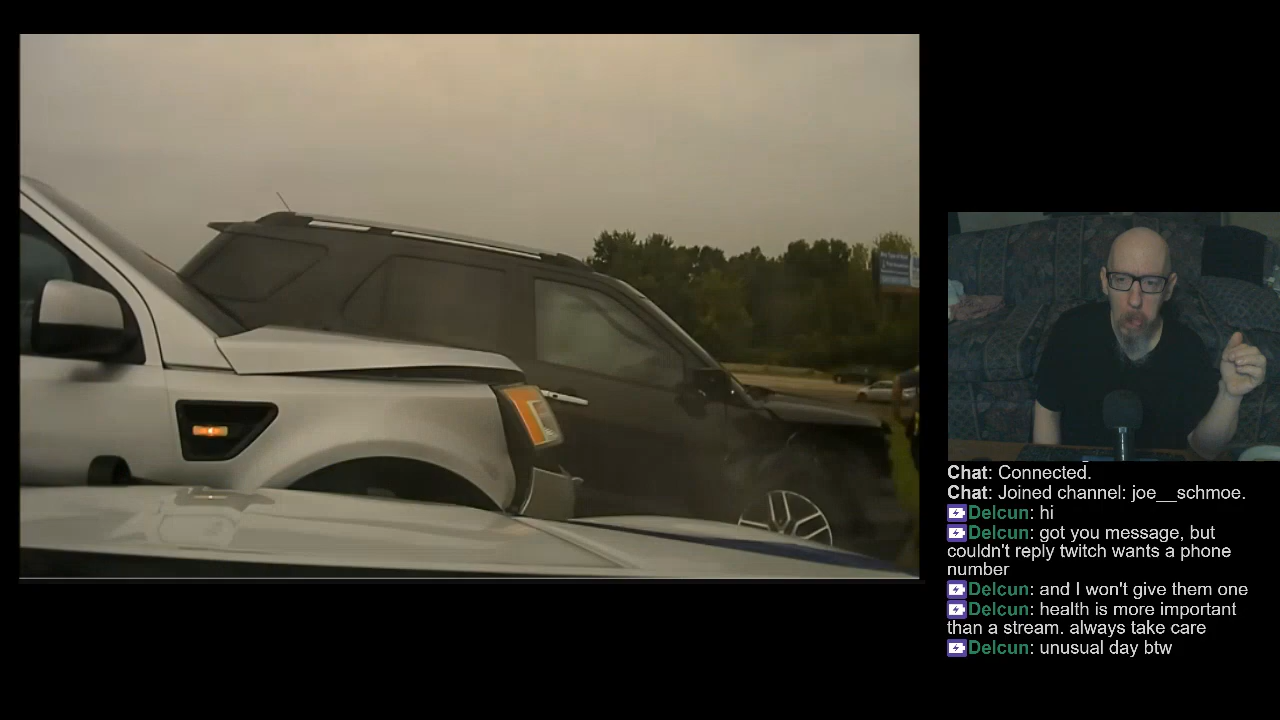 Chat: Connected.
Chat: Joined channel: joe__schmoe.
Delcun: hi
Delcun: got you message, but
couldn't reply twitch wants a phone
number
Delcun: and I won't give them one
Delcun: health is more important
than a stream. always take care
Delcun: unusual day btw